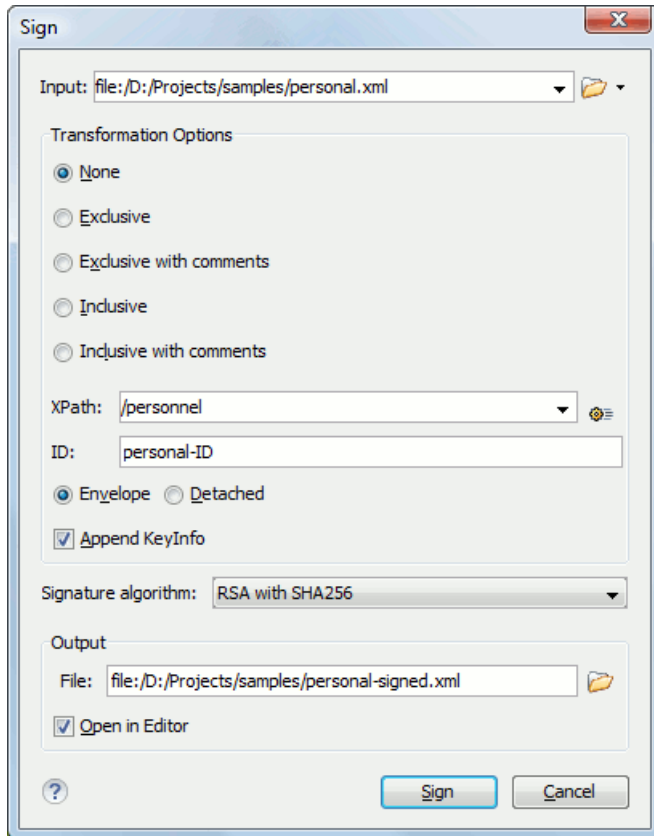 Sign
Input: file:/D:/Projects/samples/personal.xml
Transformation Options
None
Exclusive
Exclusive with comments
Inclusive
Inclusive with comments
XPath: /personnel
ID: personal-ID
Envelope Detached
Append KeyInfo
Signature algorithm: RSA with SHA256
Output
File: file:/D:/Projects/samples/personal-signed.xml
Open in Editor
? Sign Cancel